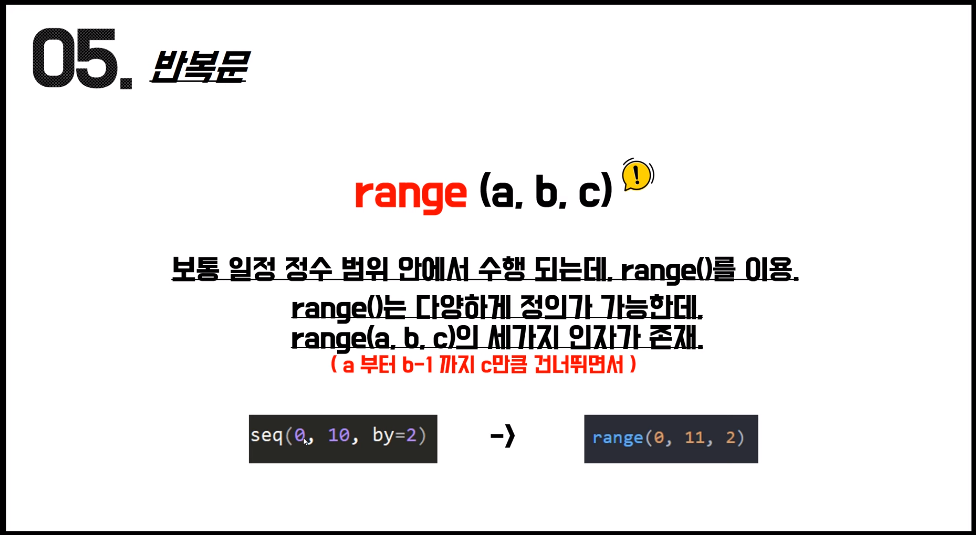 05. 반복문
range (a, b, c)
보통 일정 정수 범위 안에서 수행 되는데, range()를 이용.
range()는 다양하게 정의가 가능한데,
range(a, b, c)의 세가지 인자가 존재.
( a 부터 b-1 까지 c만큼 건너뛰면서 )
seq(0, 10, by=2) -> range(0, 11, 2)